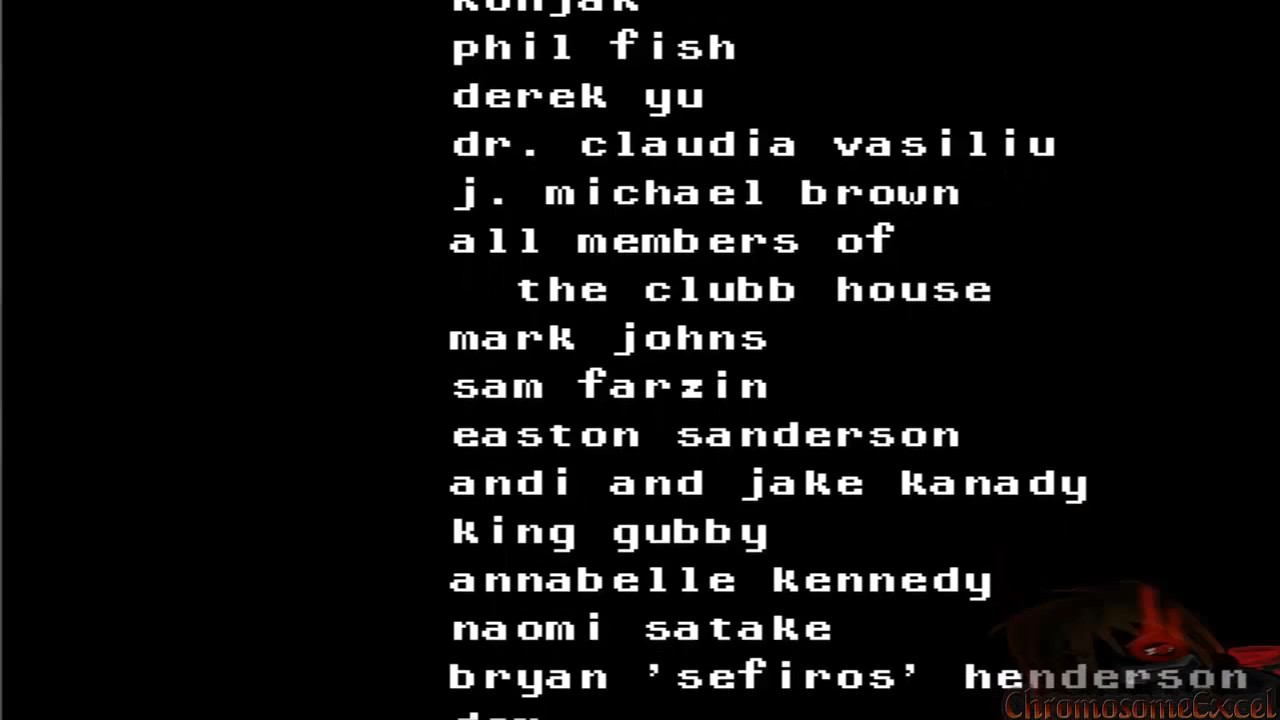 konjak
phil fish
derek yu
dr. claudia vasiliu
j. michael brown
all members of
the clubb house
mark johns
sam farzin
easton sanderson
andi and jake kanady
king gubby
annabelle kennedy
naomi satake
bryan 'sefiros' henderson
ChromosomeExcel